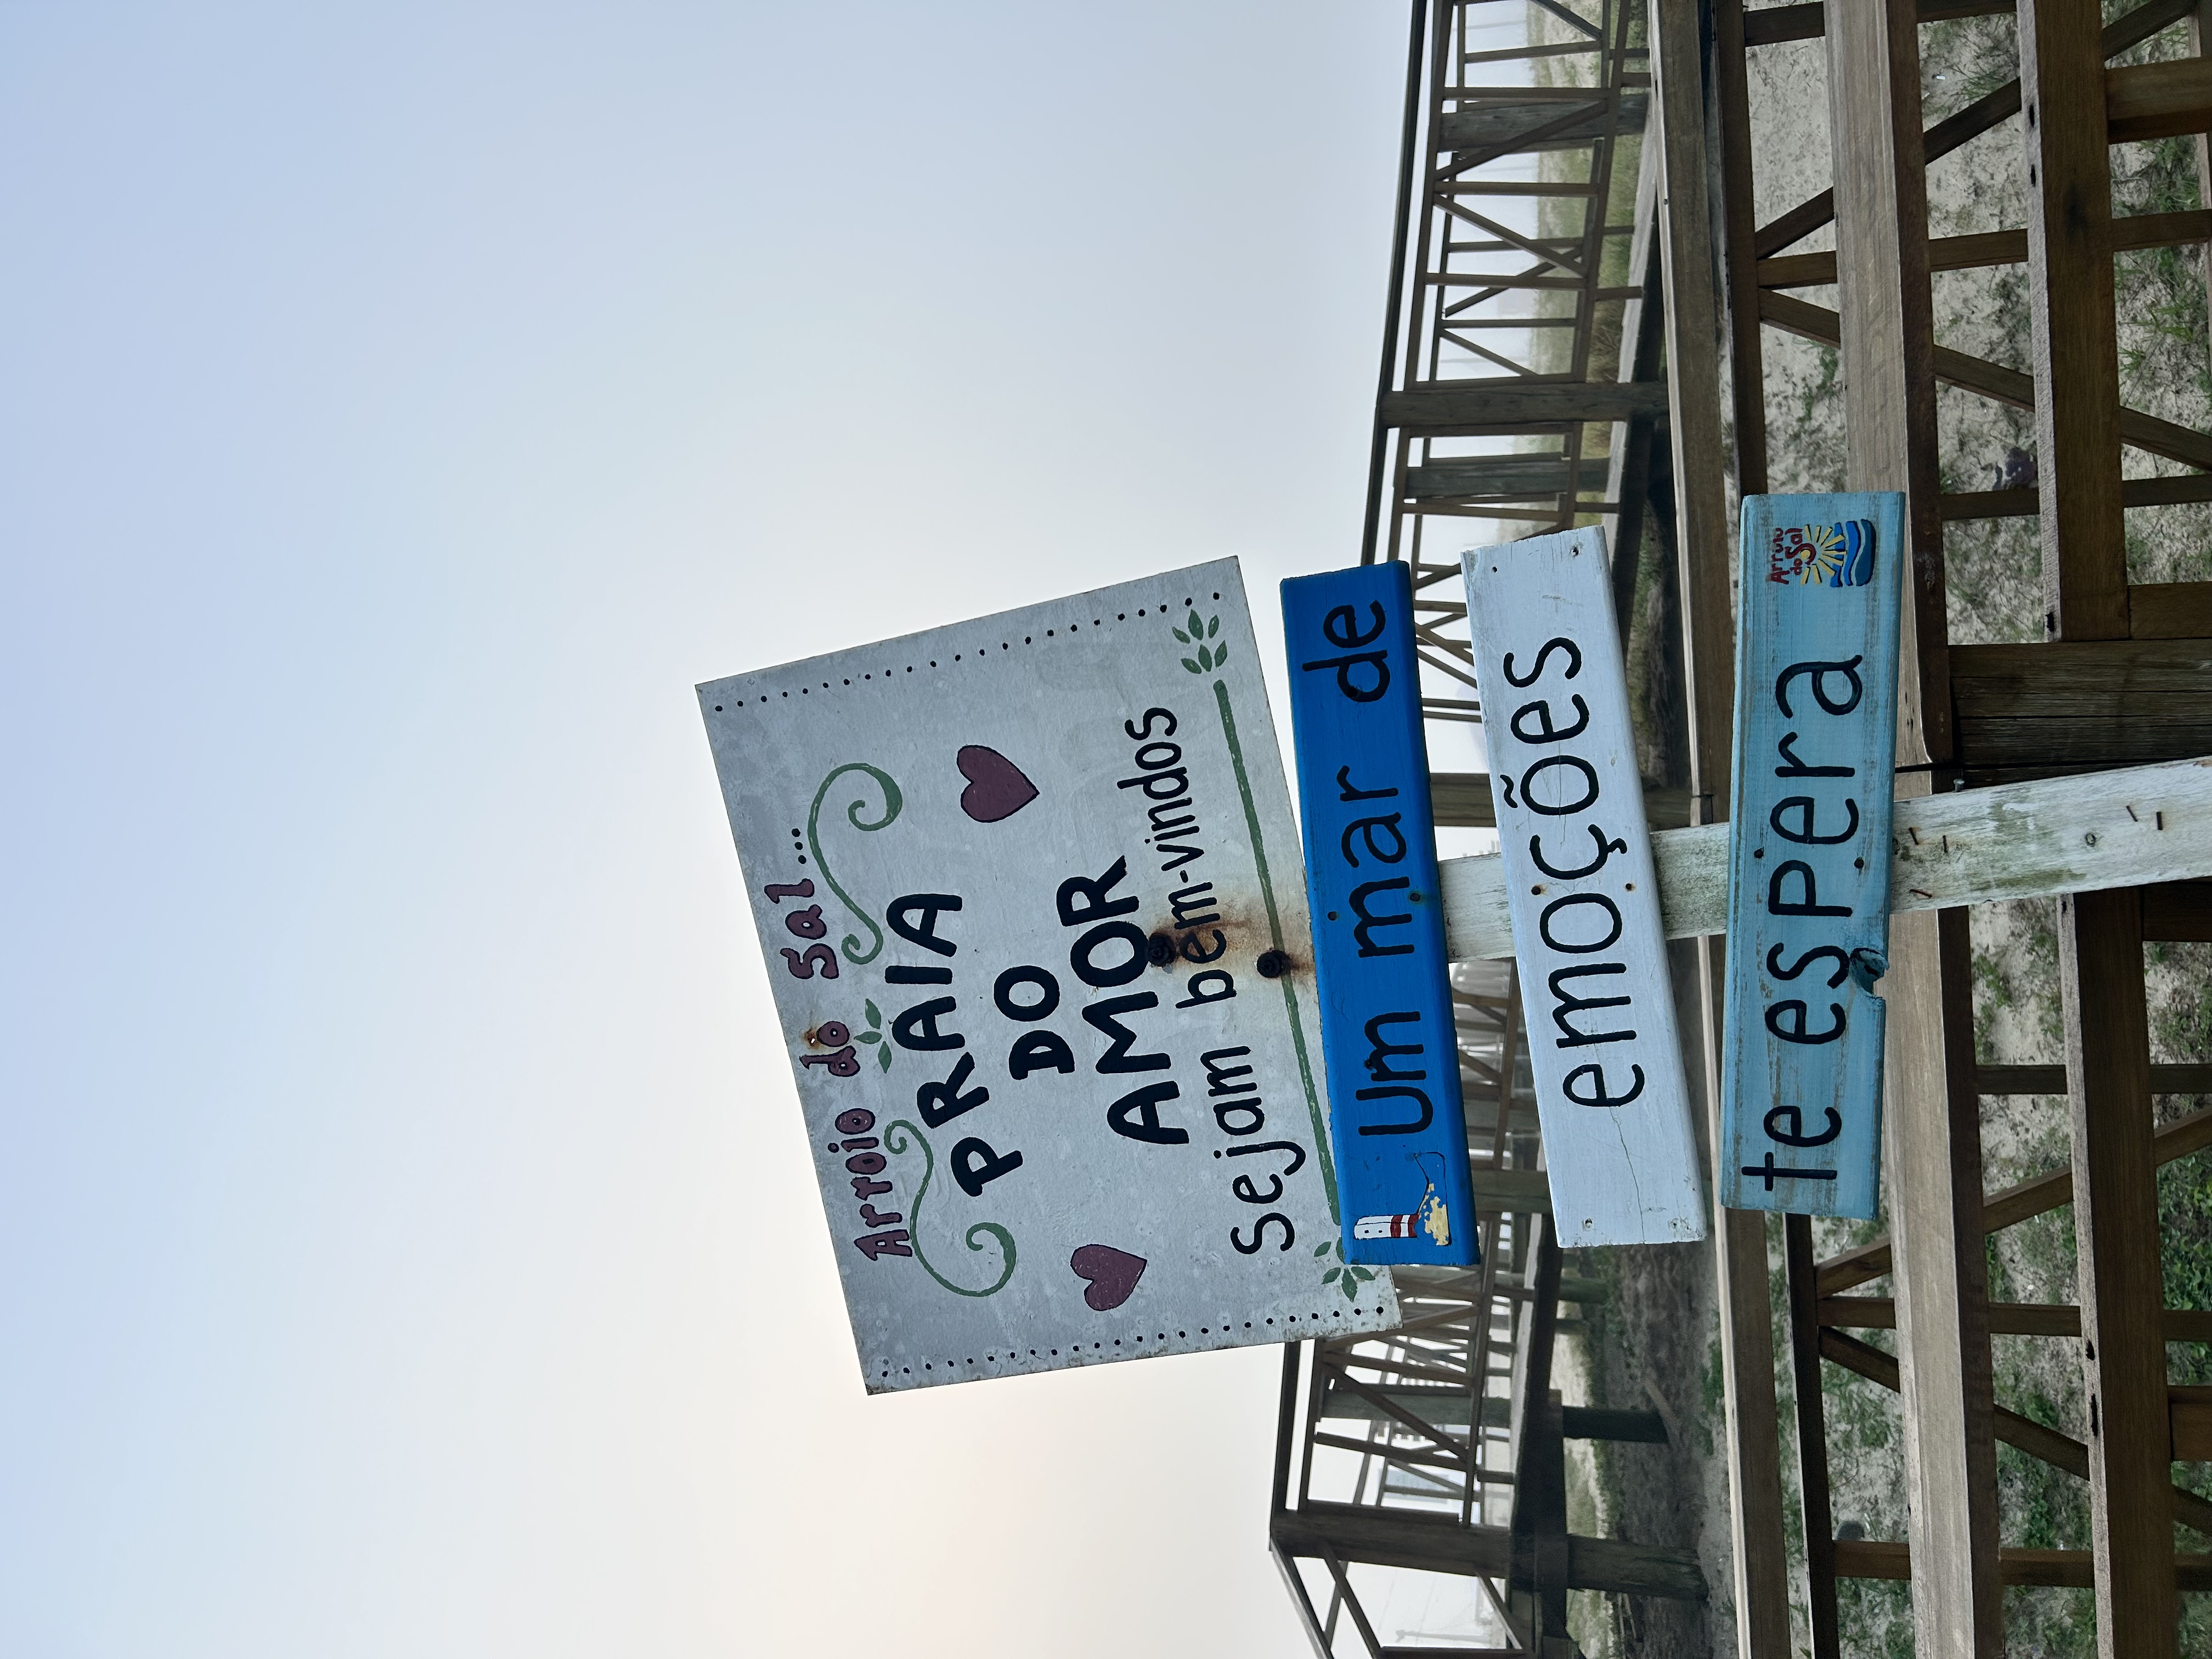 Arroio do Sal...
PRAIA
DO
AMOR
sejam bem-vindos
Um mar de
emoções
te espera
Arroio
do Sal